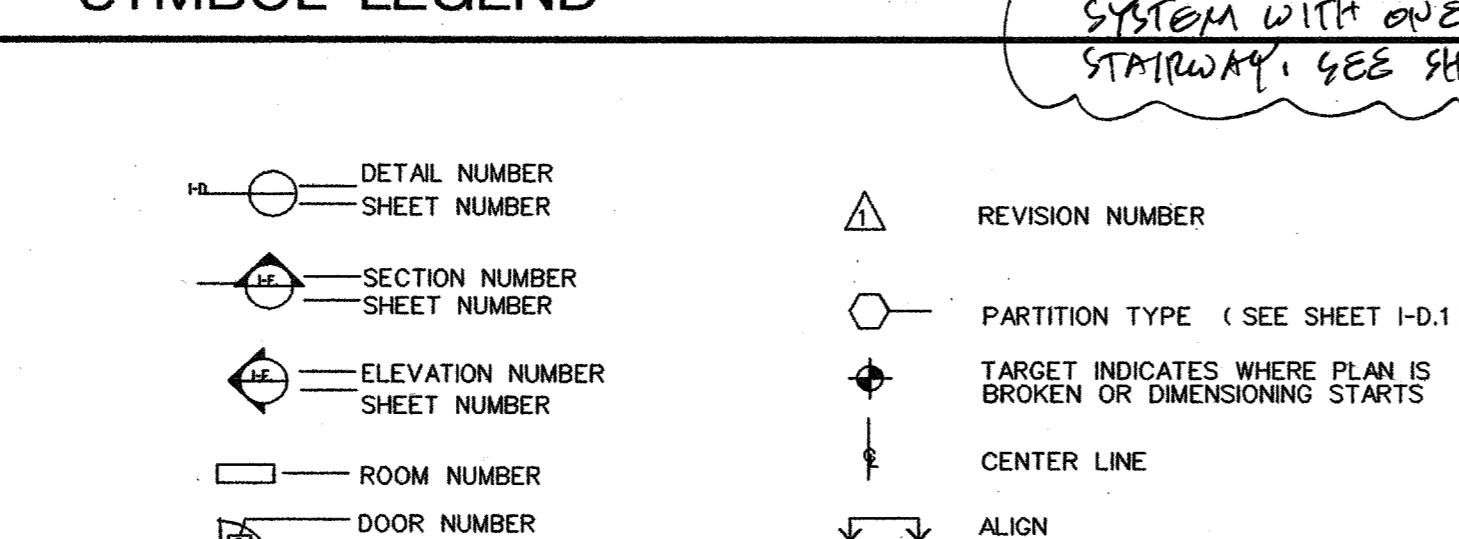 SYMBOL LEGEND
SYSTEM WITH ONE
STAIRWAY. SEE SH
I-D.
DETAIL NUMBER
SHEET NUMBER
I-E.
SECTION NUMBER
SHEET NUMBER
I-E.
ELEVATION NUMBER
SHEET NUMBER
ROOM NUMBER
DOOR NUMBER
1
REVISION NUMBER
PARTITION TYPE ( SEE SHEET I-D.1
TARGET INDICATES WHERE PLAN IS
BROKEN OR DIMENSIONING STARTS
CENTER LINE
ALIGN